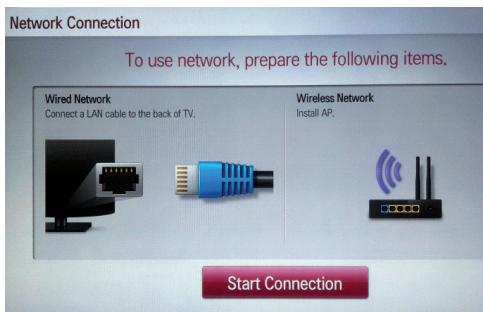 Network Connection
To use network, prepare the following items.
Wired Network
Connect a LAN cable to the back of TV.
Wireless Network
Install AP.
Start Connection